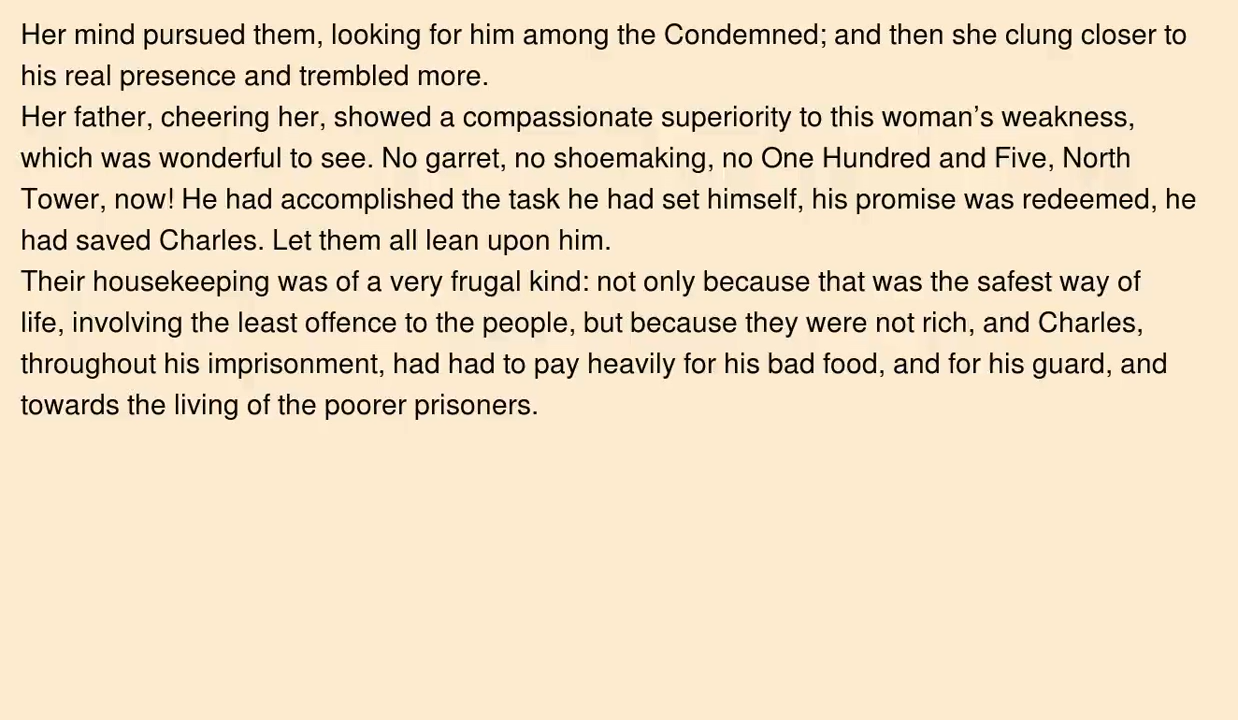 Her mind pursued them, looking for him among the Condemned; and then she clung closer to
his real presence and trembled more.
Her father, cheering her, showed a compassionate superiority to this woman’s weakness,
which was wonderful to see. No garret, no shoemaking, no One Hundred and Five, North
Tower, now! He had accomplished the task he had set himself, his promise was redeemed, he
had saved Charles. Let them all lean upon him.
Their housekeeping was of a very frugal kind: not only because that was the safest way of
life, involving the least offence to the people, but because they were not rich, and Charles,
throughout his imprisonment, had had to pay heavily for his bad food, and for his guard, and
towards the living of the poorer prisoners.